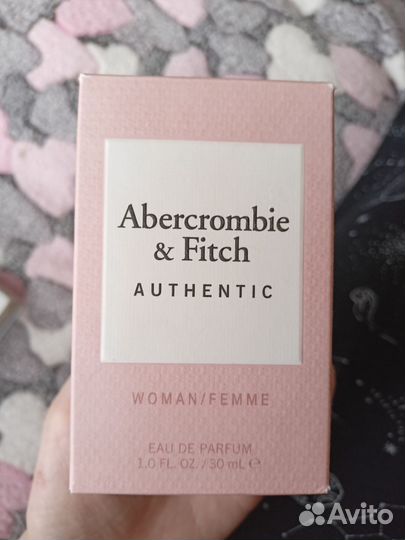 Abercrombie
& Fitch
AUTHENTIC
WOMAN/FEMME
EAU DE PARFUM
1.0 FL. OZ. / 30 mL ℮
Avito